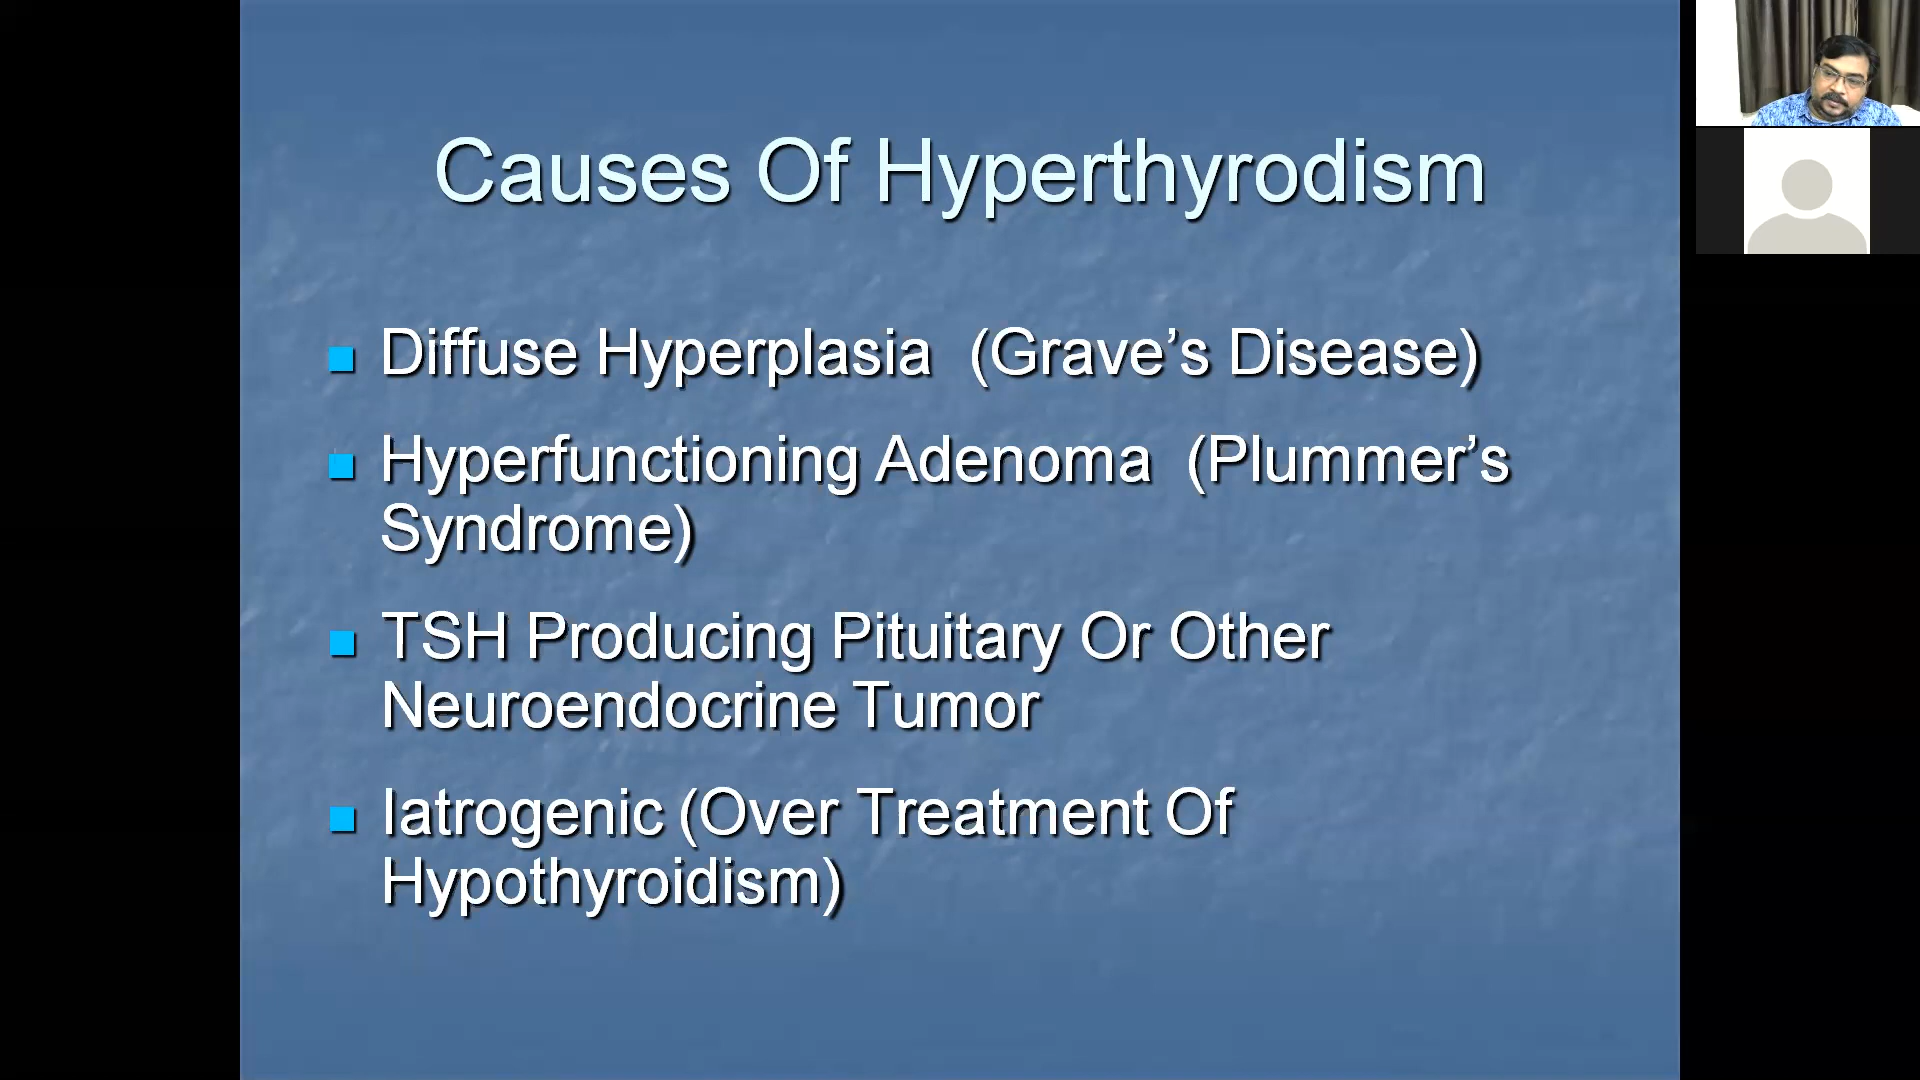 Causes Of Hyperthyrodism
Diffuse Hyperplasia (Grave’s Disease)
Hyperfunctioning Adenoma (Plummer’s
Syndrome)
TSH Producing Pituitary Or Other
Neuroendocrine Tumor
Iatrogenic (Over Treatment Of
Hypothyroidism)